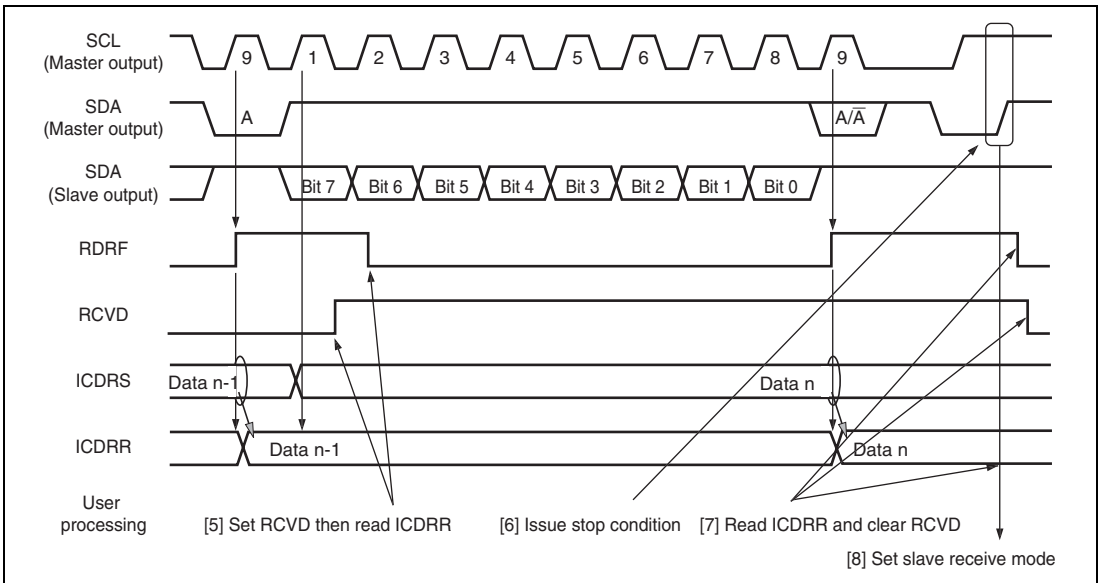 SCL
(Master output)
9 1 2 3 4 5 6 7 8 9
SDA
(Master output)
A A/A̅
SDA
(Slave output)
Bit 7 Bit 6 Bit 5 Bit 4 Bit 3 Bit 2 Bit 1 Bit 0
RDRF
RCVD
ICDRS
Data n-1 Data n
ICDRR
Data n-1 Data n
User
processing
[5] Set RCVD then read ICDRR [6] Issue stop condition [7] Read ICDRR and clear RCVD
[8] Set slave receive mode